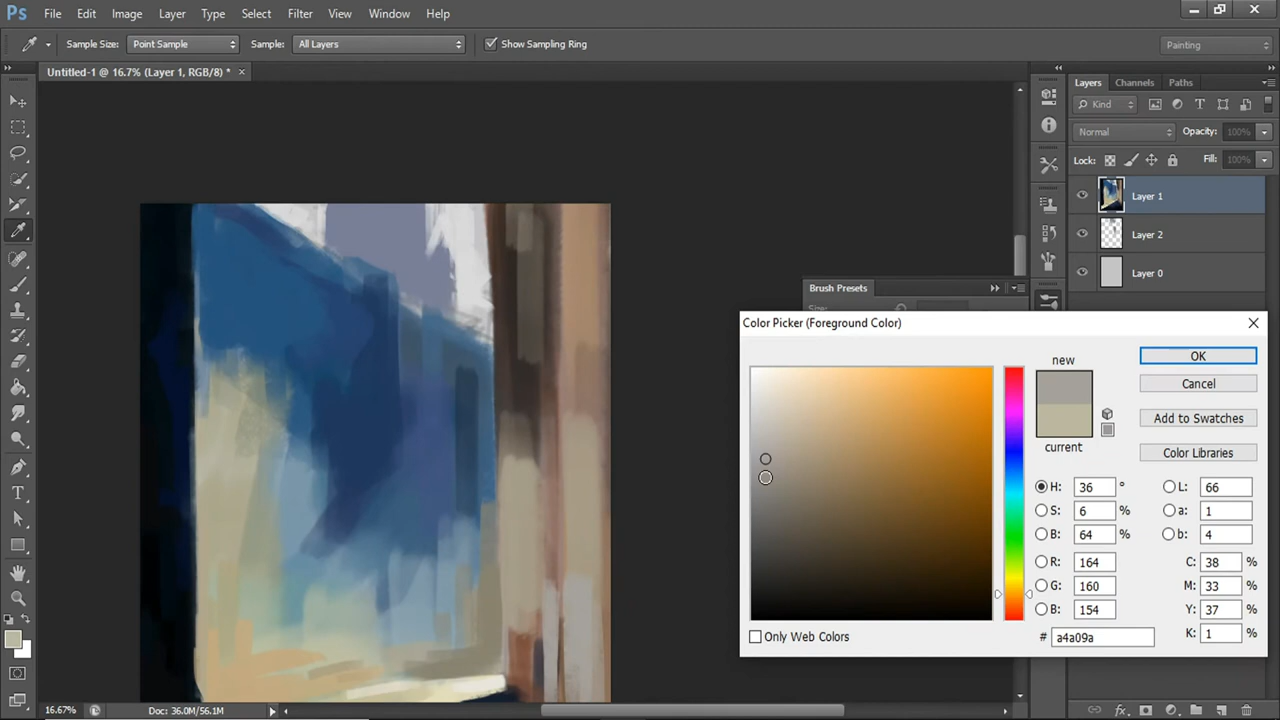 Ps File Edit Image Layer Type Select Filter 3D View Window Help
Sample Size: Point Sample Sample: All Layers Show Sampling Ring Painting
Untitled-1 @ 16.7% (Layer 1, RGB/8) * ×
Layers Channels Paths
Kind
Normal Opacity: 100%
Lock: Fill: 100%
Layer 1
Layer 2
Layer 0
Brush Presets
Size:
Color Picker (Foreground Color)
new
current
OK
Cancel
Add to Swatches
Color Libraries
H: 36 ° L: 66
S: 6 % a: 1
B: 64 % b: 4
R: 164 C: 38 %
G: 160 M: 33 %
B: 154 Y: 37 %
# a4a09a K: 1 %
Only Web Colors
16.67% Doc: 36.0M/56.1M
fx